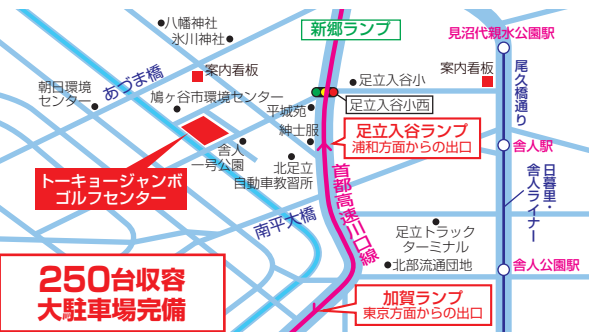 八幡神社
氷川神社
新郷ランプ
見沼代親水公園駅
案内看板
あづま橋
朝日環境
センター
鳩ヶ谷市環境センター
平城苑
足立入谷小
足立入谷小西
案内看板
尾久橋通り
紳士服
舎人
一号公園
北足立
自動車教習所
足立入谷ランプ
浦和方面からの出口
舎人駅
トーキョージャンボ
ゴルフセンター
首都高速川口線
日暮里・
舎人ライナー
南平大橋
足立トラック
ターミナル
北部流通団地
舎人公園駅
250台収容
大駐車場完備
加賀ランプ
東京方面からの出口